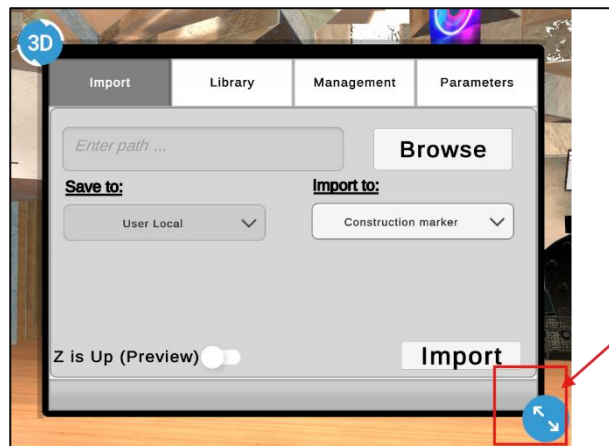 3D
Import Library Management Parameters
Enter path ...
Browse
Save to: Import to:
User Local Construction marker
Z is Up (Preview) Import